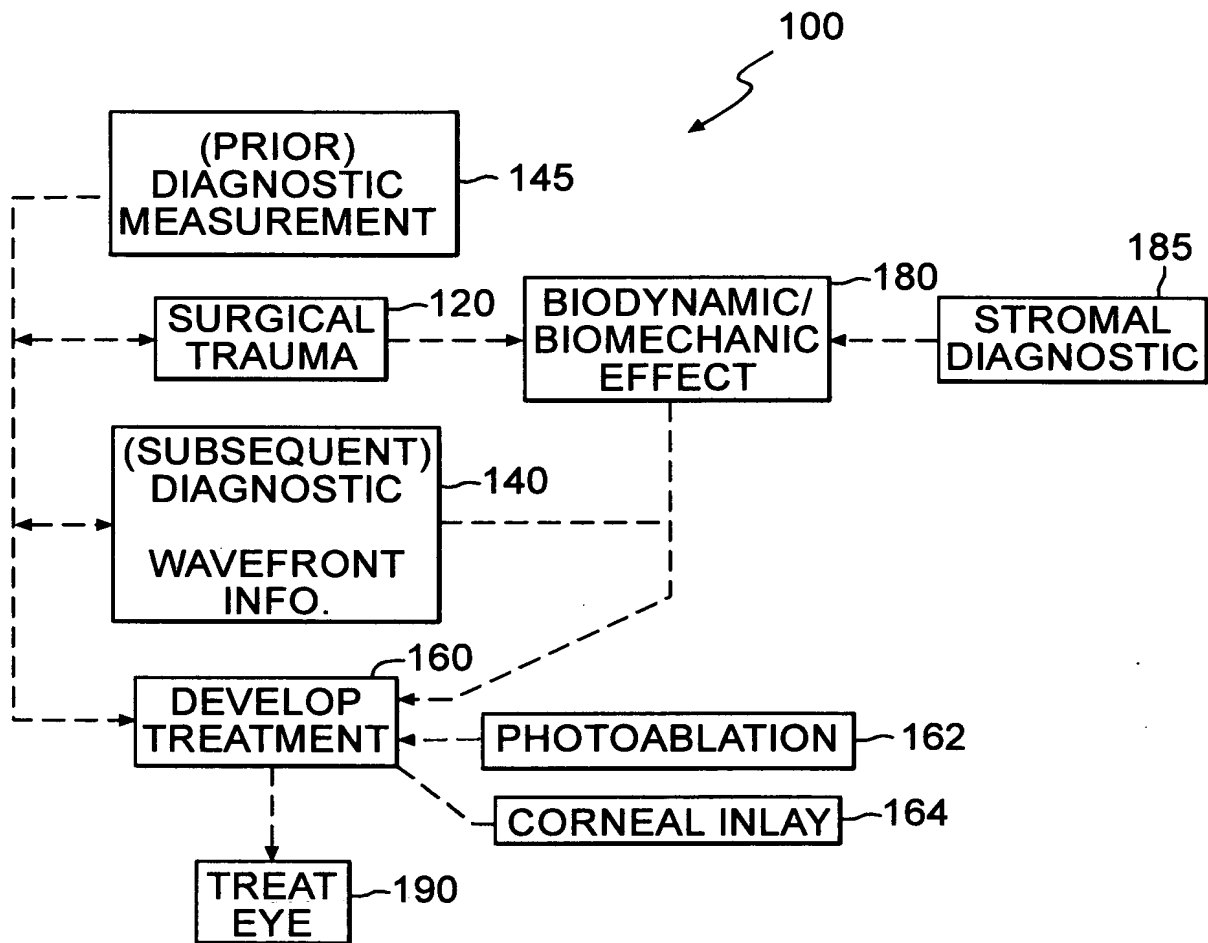 100
(PRIOR)
DIAGNOSTIC
MEASUREMENT
145
SURGICAL
TRAUMA
120
BIODYNAMIC/
BIOMECHANIC
EFFECT
180
STROMAL
DIAGNOSTIC
185
(SUBSEQUENT)
DIAGNOSTIC
WAVEFRONT
INFO.
140
DEVELOP
TREATMENT
160
PHOTOABLATION
162
CORNEAL INLAY
164
TREAT
EYE
190